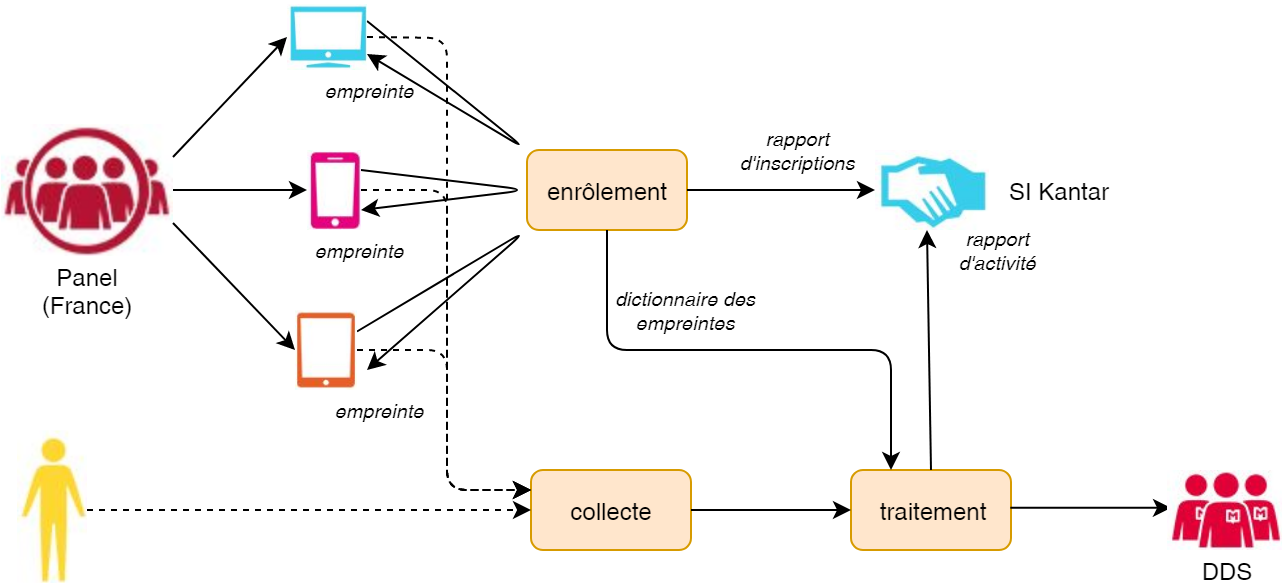 empreinte
rapport
d'inscriptions
enrôlement
SI Kantar
empreinte
rapport
d'activité
Panel
(France)
dictionnaire des
empreintes
empreinte
collecte
traitement
DDS